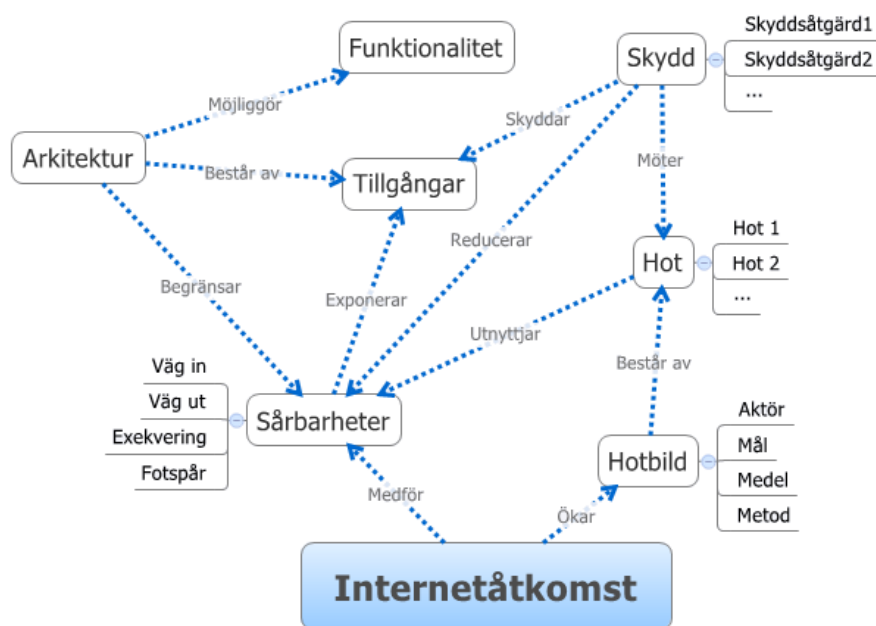 Skyddsåtgärd1
Funktionalitet
Skydd
Skyddsåtgärd2
...
Möjliggör
Skyddar
Arkitektur
Består av
Tillgångar
Möter
Reducerar
Hot 1
Hot
Hot 2
...
Begränsar
Exponerar
Utnyttjar
Består av
Väg in
Väg ut
Exekvering
Fotspår
Sårbarheter
Aktör
Mål
Medel
Metod
Hotbild
Medför
Ökar
Internetåtkomst